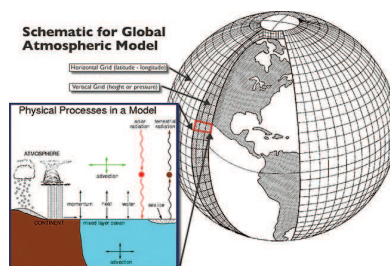 Schematic for Global
Atmospheric Model
Horizontal Grid (latitude - longitude)
Vertical Grid (height or pressure)
Physical Processes in a Model
solar
radiation
terrestrial
radiation
ATMOSPHERE
advection
momentum
heat
water
sea ice
CONTINENT
mixed layer ocean
advection